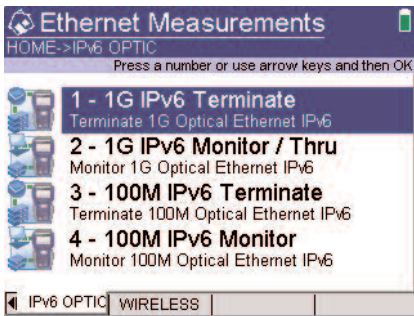 Ethernet Measurements
HOME->IPv6 OPTIC
Press a number or use arrow keys and then OK
1 - 1G IPv6 Terminate
Terminate 1G Optical Ethernet IPv6
2 - 1G IPv6 Monitor / Thru
Monitor 1G Optical Ethernet IPv6
3 - 100M IPv6 Terminate
Terminate 100M Optical Ethernet IPv6
4 - 100M IPv6 Monitor
Monitor 100M Optical Ethernet IPv6
IPv6 OPTIC WIRELESS